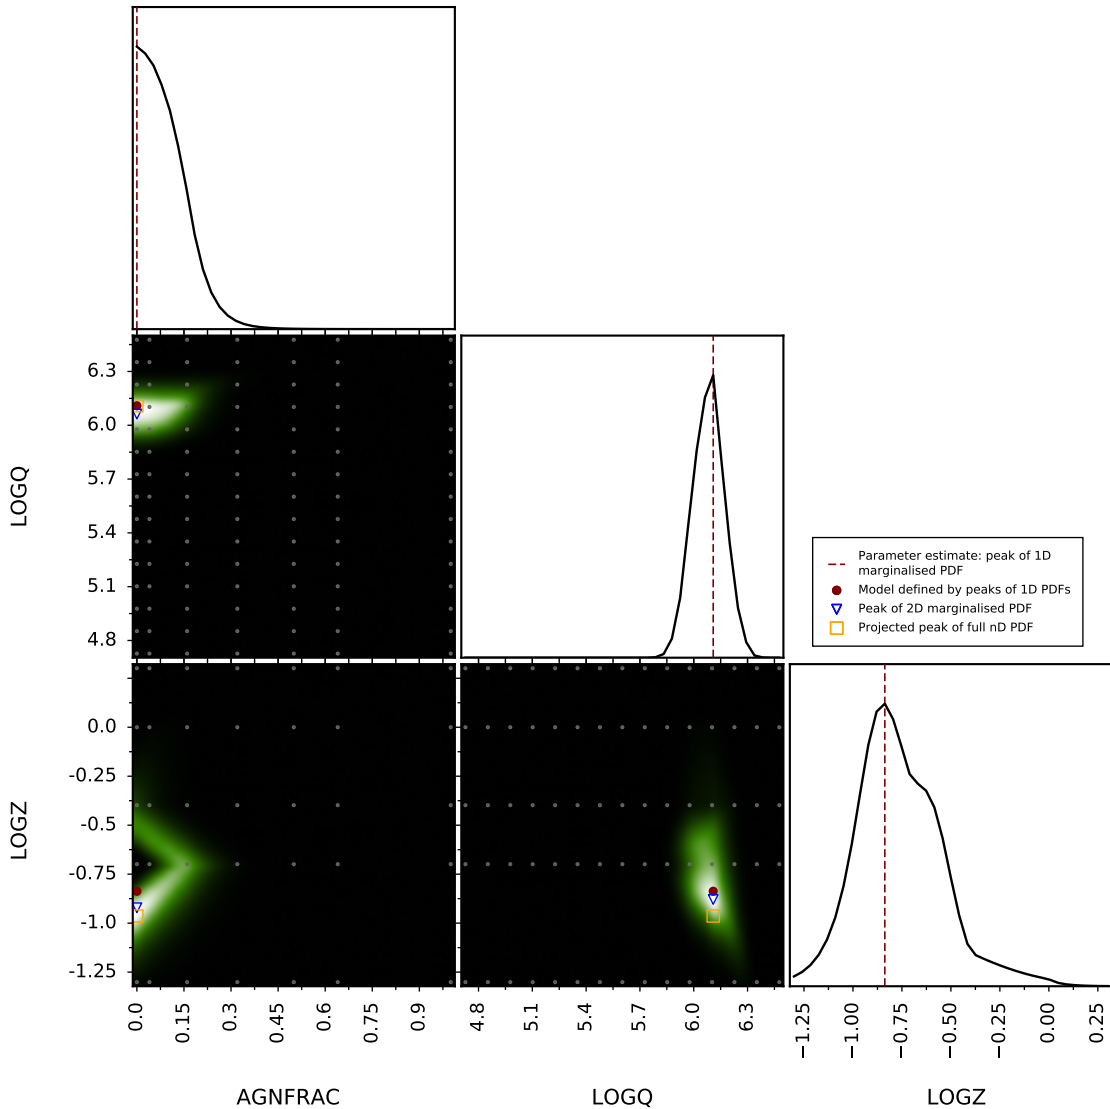 6.3
6.0
5.7
5.4
5.1
4.8
LOGQ
Parameter estimate: peak of 1D
marginalised PDF
Model defined by peaks of 1D PDFs
Peak of 2D marginalised PDF
Projected peak of full nD PDF
0.0
-0.25
-0.5
-0.75
-1.0
-1.25
LOGZ
0.0 0.15 0.3 0.45 0.6 0.75 0.9
4.8 5.1 5.4 5.7 6.0 6.3
−1.25 −1.00 −0.75 −0.50 −0.25 0.00 0.25
AGNFRAC LOGQ LOGZ